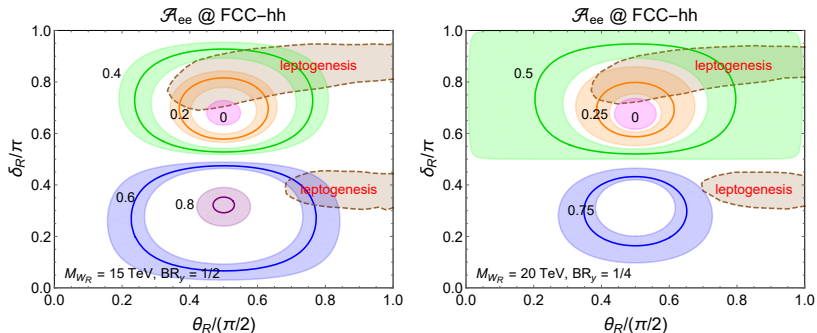 𝒜ee @ FCC-hh
δR/π
1.0
0.8
0.6
0.4
0.2
0.0
0.4
leptogenesis
0.2
0
0.6
0.8
leptogenesis
MWR = 15 TeV, BRy = 1/2
0.0 0.2 0.4 0.6 0.8 1.0
θR/(π/2)
𝒜ee @ FCC-hh
δR/π
1.0
0.8
0.6
0.4
0.2
0.0
0.5
leptogenesis
0.25
0
0.75
leptogenesis
MWR = 20 TeV, BRy = 1/4
0.0 0.2 0.4 0.6 0.8 1.0
θR/(π/2)